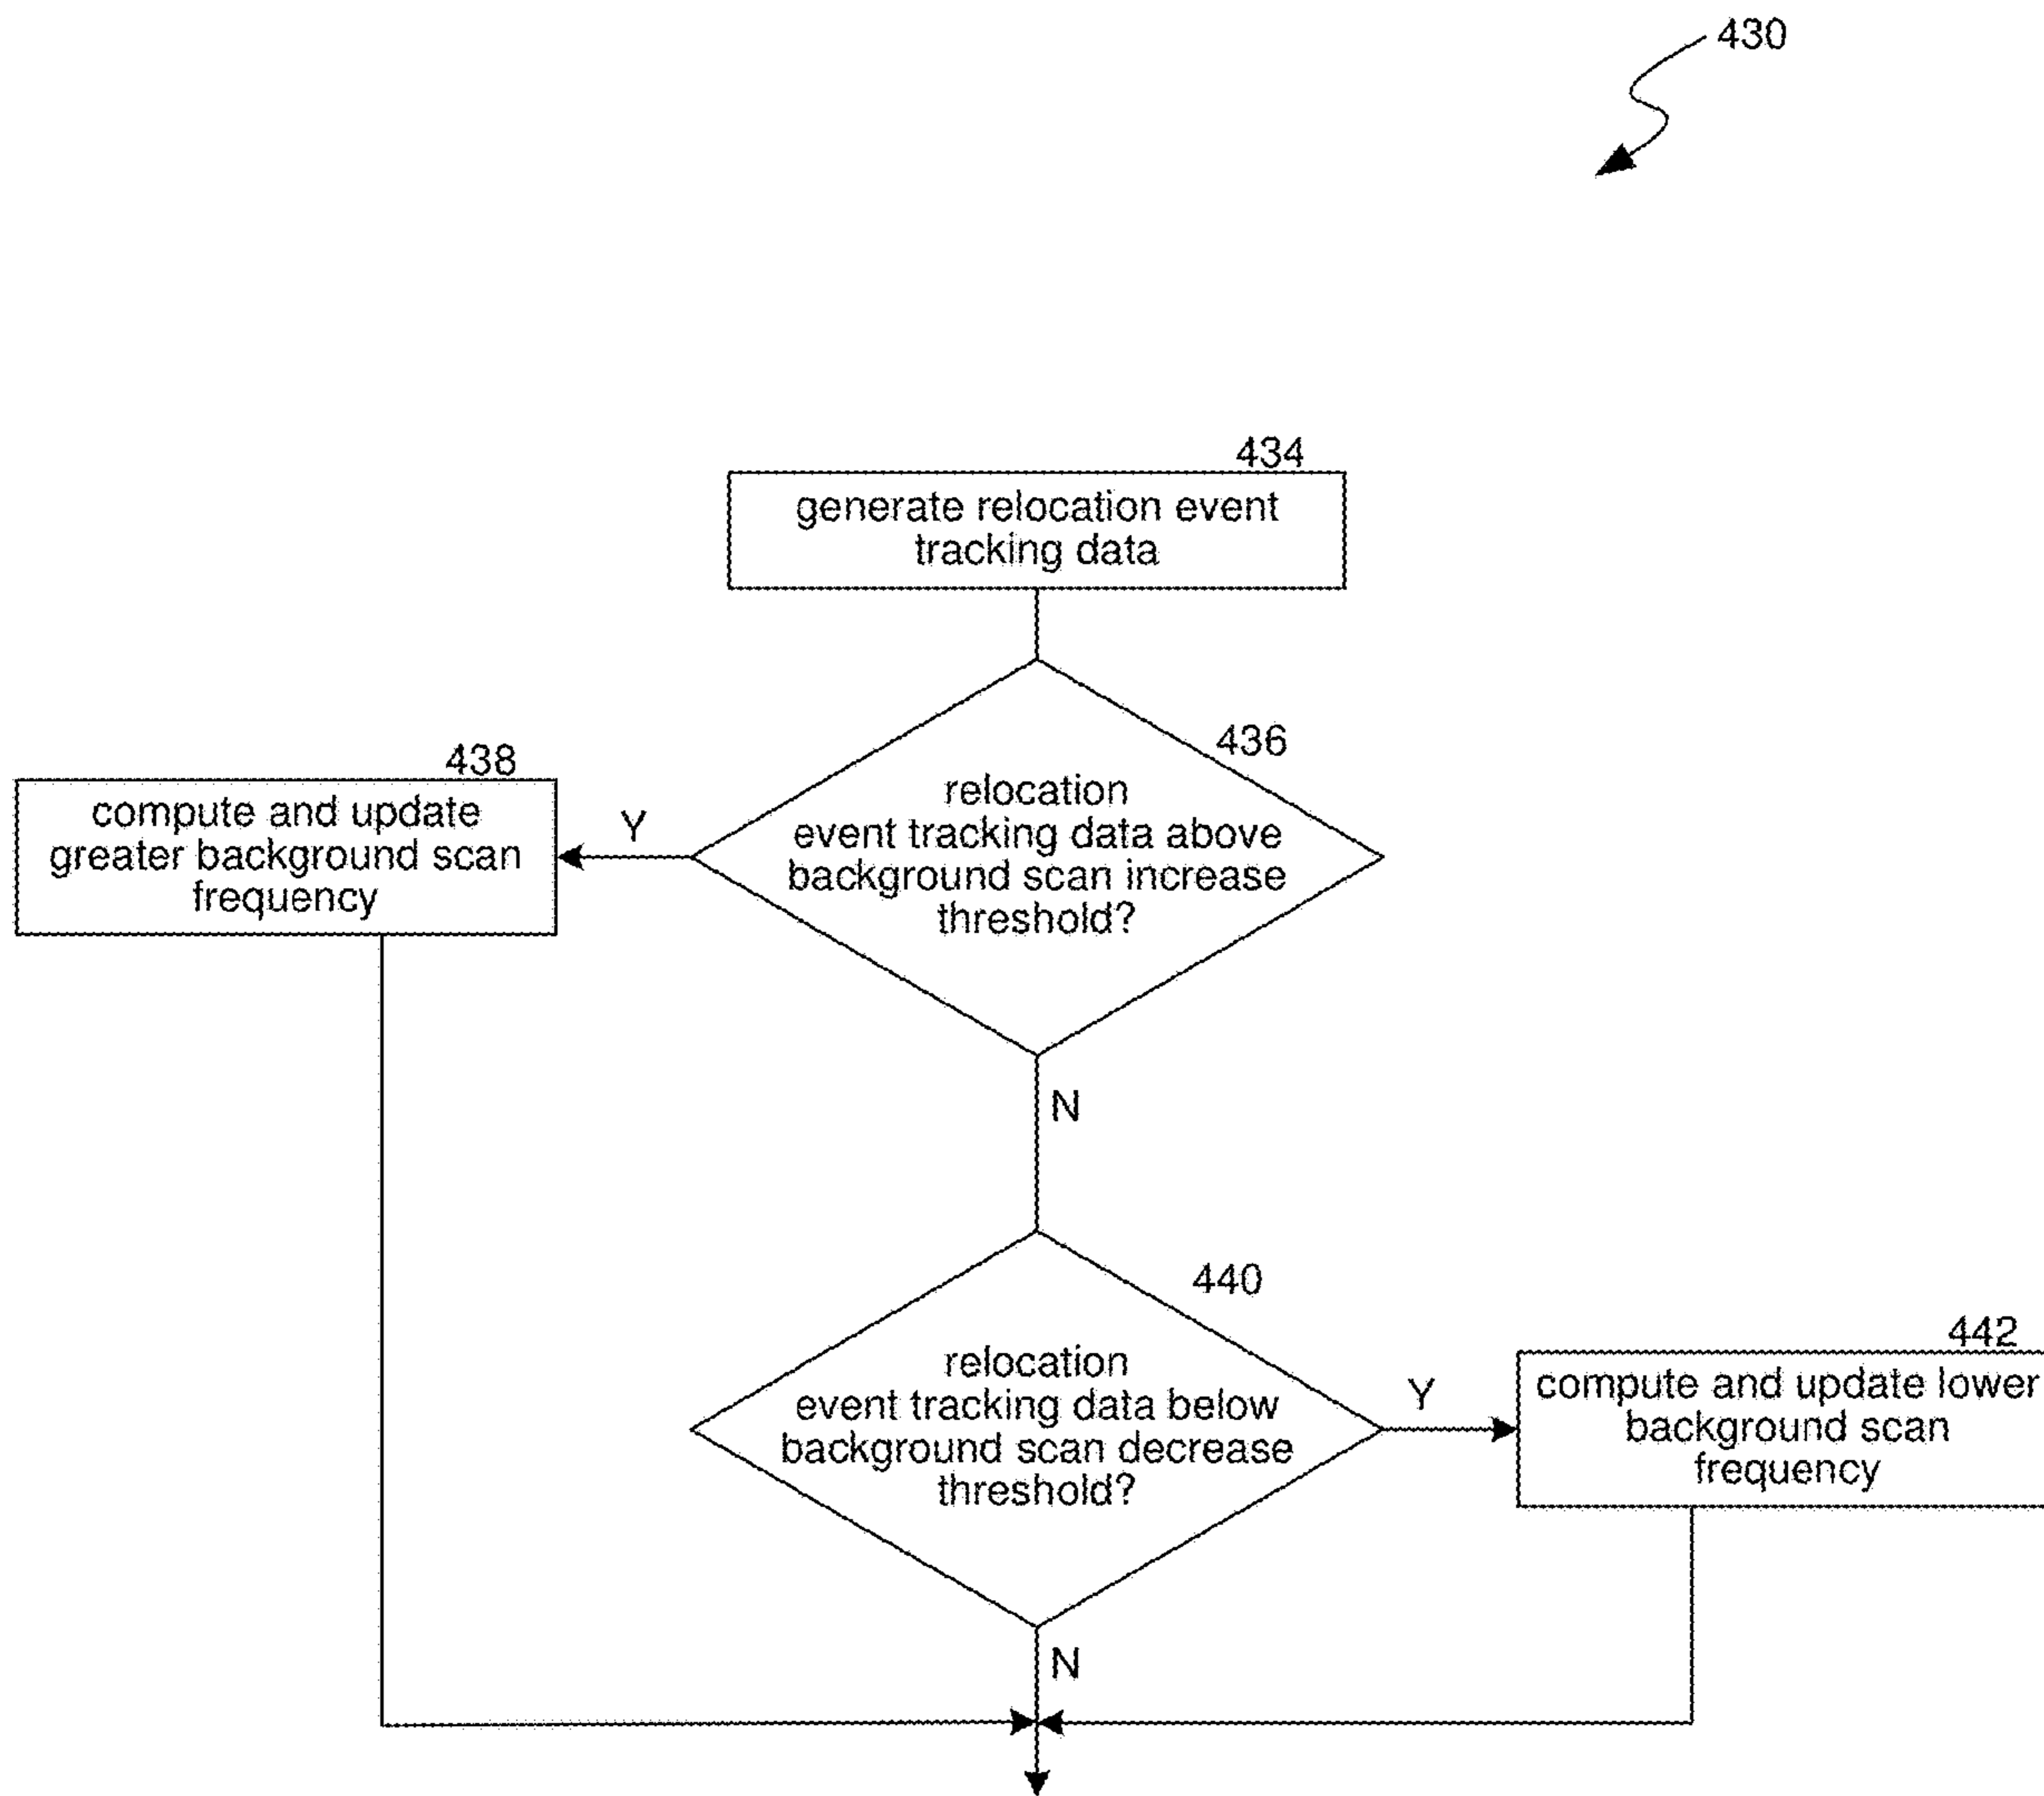 430
434
generate relocation event
tracking data
436
relocation
event tracking data above
background scan increase
threshold?
Y
438
compute and update
greater background scan
frequency
N
440
relocation
event tracking data below
background scan decrease
threshold?
Y
442
compute and update lower
background scan
frequency
N